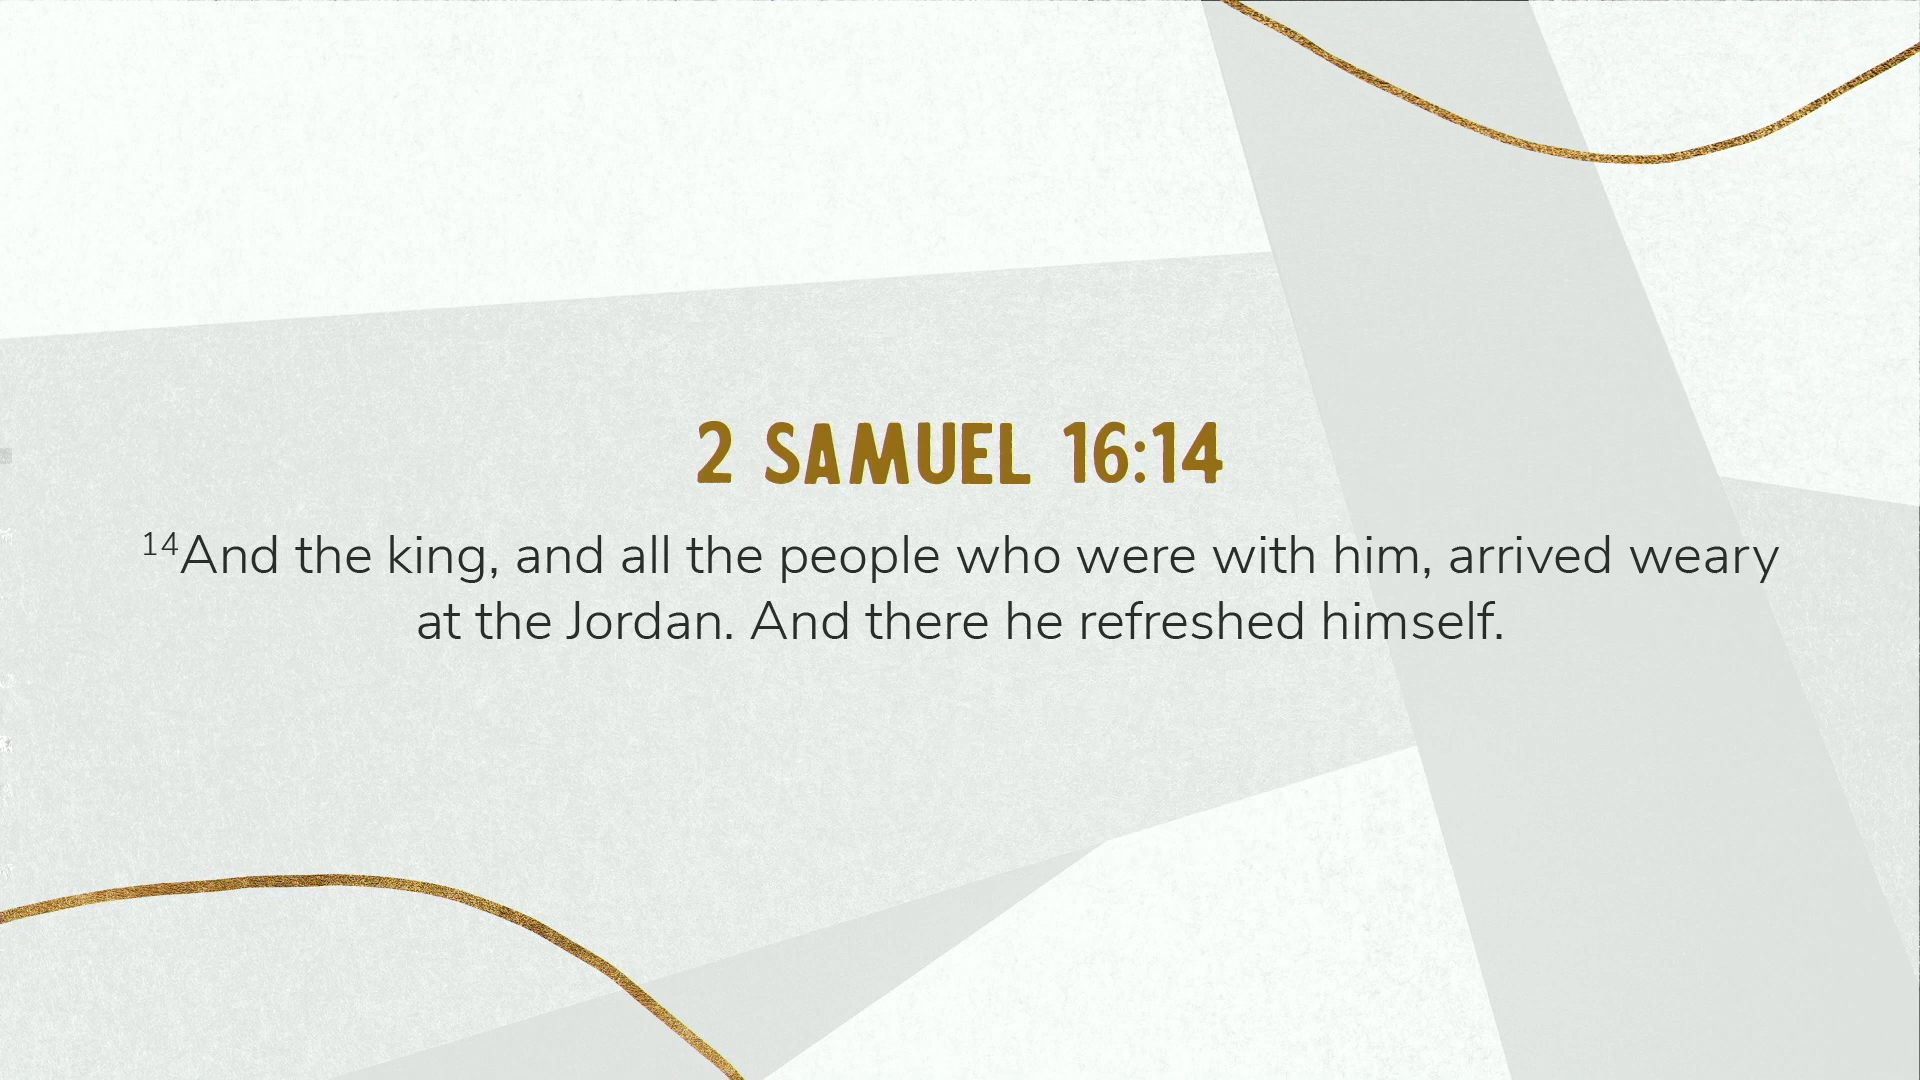 2 SAMUEL 16:14
14And the king, and all the people who were with him, arrived weary
at the Jordan. And there he refreshed himself.